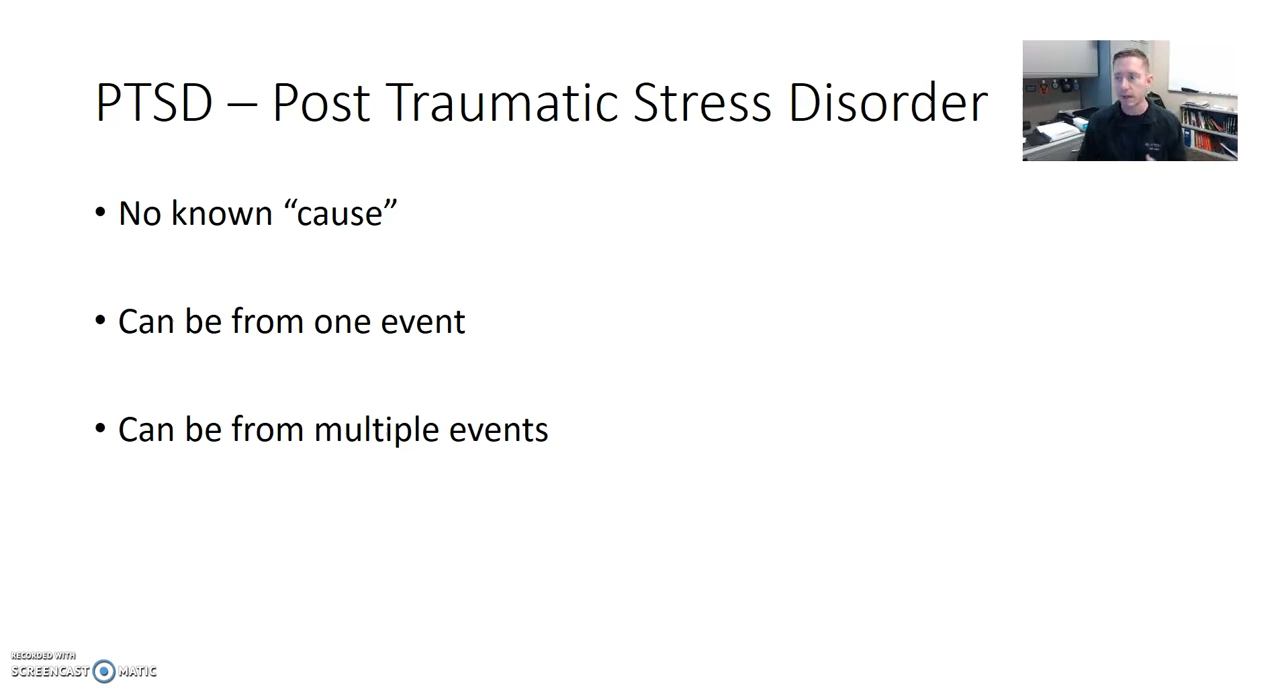 PTSD – Post Traumatic Stress Disorder
• No known “cause”
• Can be from one event
• Can be from multiple events
RECORDED WITH
SCREENCAST MATIC